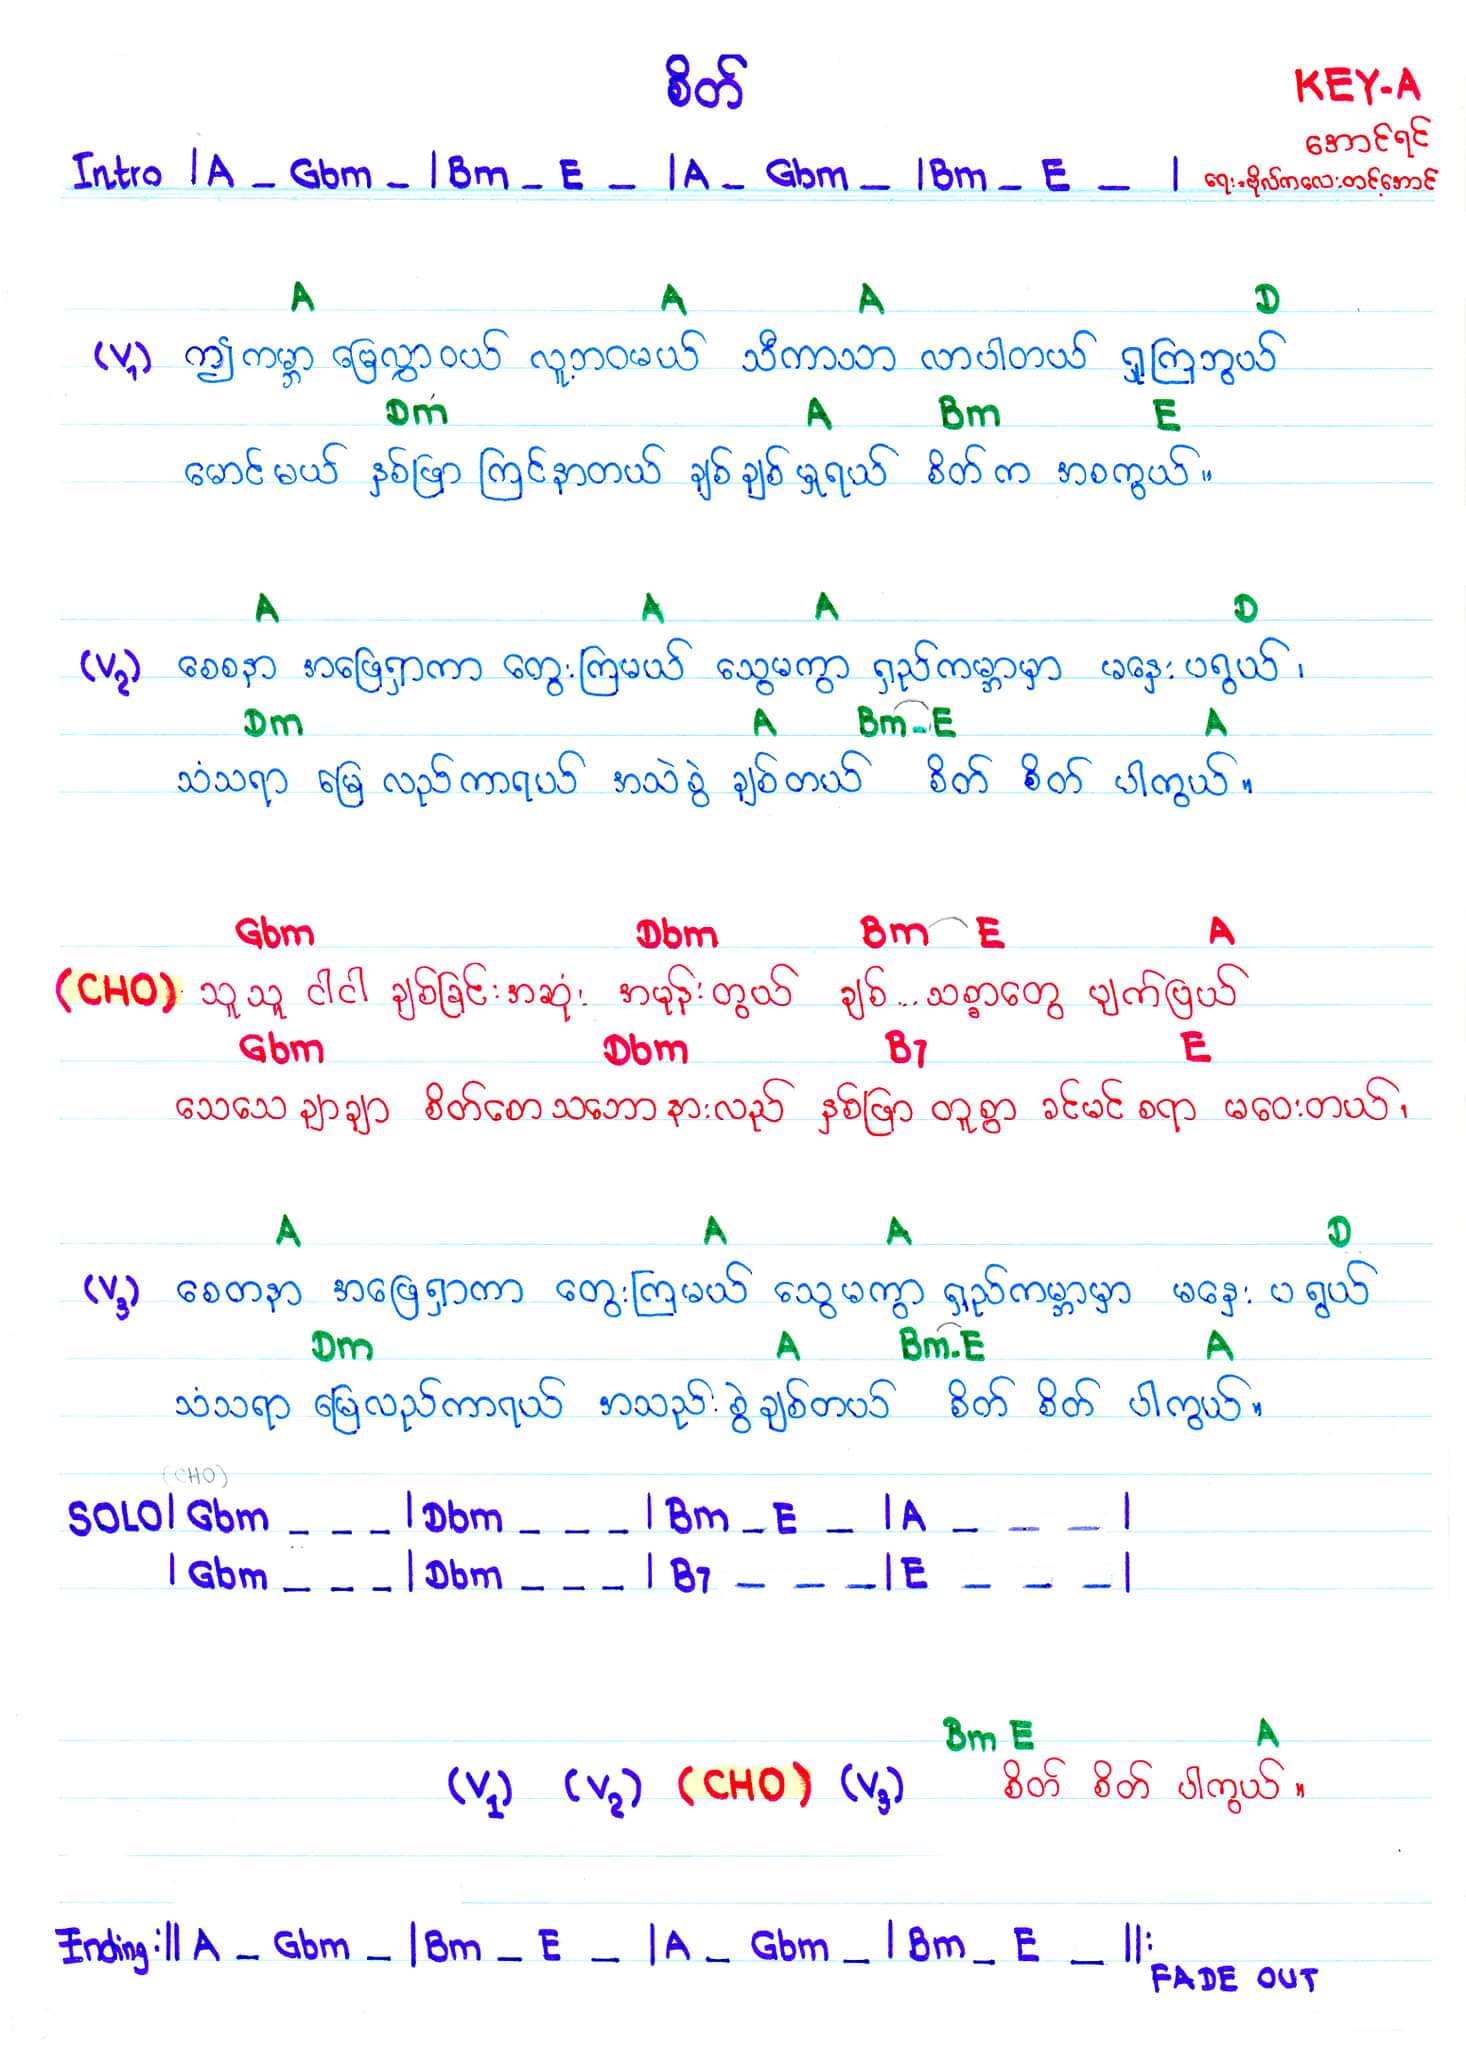 စိတ်
KEY-A
အောင်ရင်
Intro | A _ Gbm _ | Bm _ E _ | A _ Gbm _ | Bm _ E _ |
ရေး-ဗိုလ်ကလေးတင့်အောင်
A A A D
(V1) ဤကမ္ဘာ မြေလွှာဝယ် လူ့ဘဝမယ် သီကာသာ လာပါတယ် ရှုကြဘွယ်
Dm A Bm E
မောင်မယ် နှစ်ဖြာ ကြင်နာတယ် ချစ်ချစ်မှုရယ် စိတ်က အစကွယ်။
A A A D
(V2) စေစနာ အဖြေရှာကာ တွေးကြမယ် သွေမကွာ ရှည်ကမ္ဘာမှာ မနှေးပရွယ်၊
Dm A Bm-E A
သံသရာ မြေ လည်ကာရယ် အသဲစွဲ ချစ်တယ် စိတ် စိတ် ပါကွယ်။
Gbm Dbm Bm E A
(CHO) သူသူ ငါငါ ချစ်ခြင်းအဆုံး အမုန်းတွယ် ချစ်...သစ္စာတွေ ပျက်ပြယ်
Gbm Dbm B7 E
သေသေချာချာ စိတ်စေတသဘောနားလည် နှစ်ဖြာ တူစွာ ခင်မင်စရာ မဝေးတယ်၊
A A A D
(V3) စေတနာ အဖြေရှာကာ တွေးကြမယ် သွေမကွာ ရှည်ကမ္ဘာမှာ မနှေးပရွယ်
Dm A Bm-E A
သံသရာ မြေလည်ကာရယ် အသည်းစွဲချစ်တယ် စိတ် စိတ် ပါကွယ်။
(CHO)
SOLO | Gbm _ _ _ | Dbm _ _ _ | Bm _ E _ | A _ _ _ |
| Gbm _ _ _ | Dbm _ _ _ | B7 _ _ _ | E _ _ _ |
Bm E A
(V1) (V2) (CHO) (V3) စိတ် စိတ် ပါကွယ်။
Ending :|| A _ Gbm _ | Bm _ E _ | A _ Gbm _ | Bm _ E _ ||:
FADE OUT